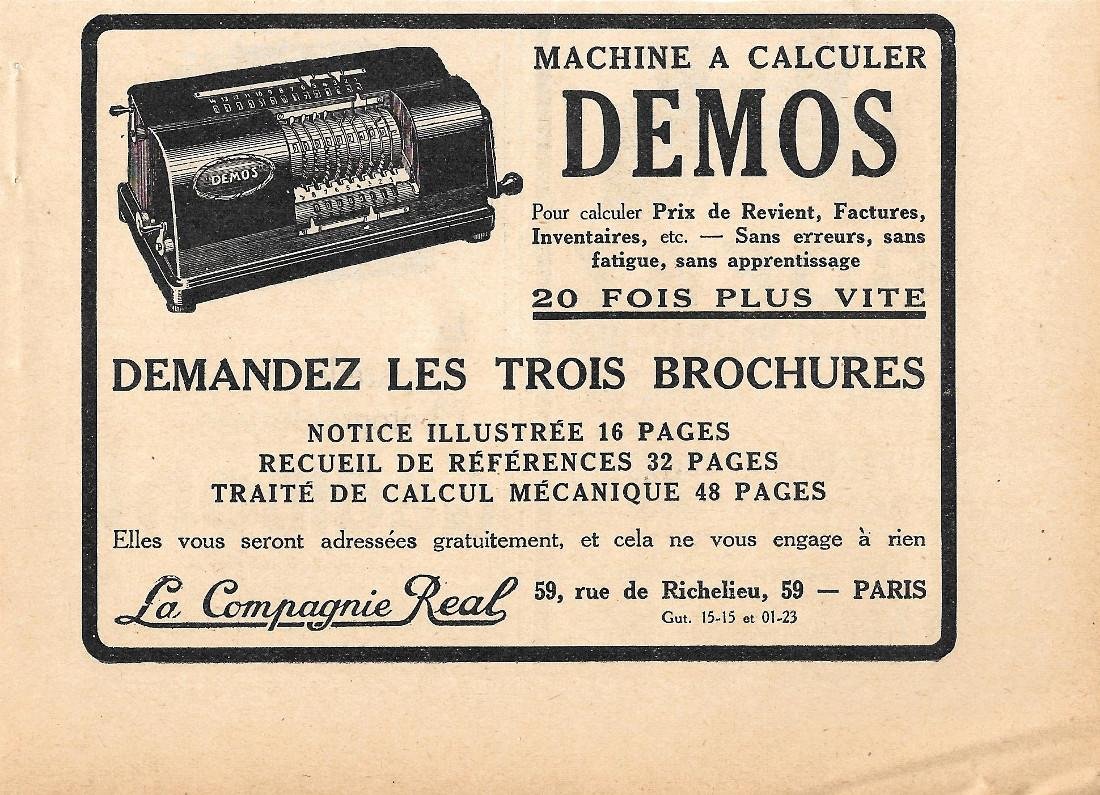 MACHINE A CALCULER
DEMOS
DEMOS
Pour calculer Prix de Revient, Factures,
Inventaires, etc. — Sans erreurs, sans
fatigue, sans apprentissage
20 FOIS PLUS VITE
DEMANDEZ LES TROIS BROCHURES
NOTICE ILLUSTRÉE 16 PAGES
RECUEIL DE RÉFÉRENCES 32 PAGES
TRAITÉ DE CALCUL MÉCANIQUE 48 PAGES
Elles vous seront adressées gratuitement, et cela ne vous engage à rien
La Compagnie Real 59, rue de Richelieu, 59 — PARIS
Gut. 15-15 et 01-23